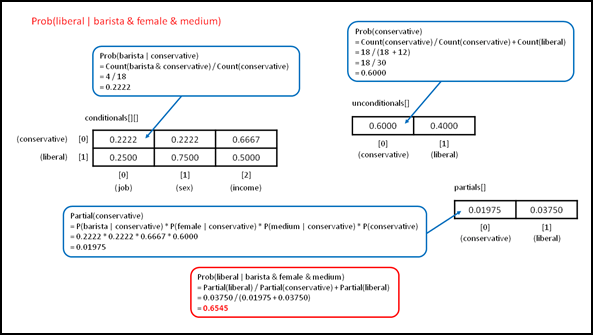 Prob(liberal | barista & female & medium)
Prob(barista | conservative)
= Count(barista & conservative) / Count(conservative)
= 4 / 18
= 0.2222
Prob(conservative)
= Count(conservative) / Count(conservative) + Count(liberal)
= 18 / (18 + 12)
= 18 / 30
= 0.6000
conditionals[][]
(conservative) [0] 0.2222 0.2222 0.6667
(liberal) [1] 0.2500 0.7500 0.5000
[0] [1] [2]
(job) (sex) (income)
unconditionals[]
0.6000 0.4000
[0] [1]
(conservative) (liberal)
partials[]
0.01975 0.03750
[0] [1]
(conservative) (liberal)
Partial(conservative)
= P(barista | conservative) * P(female | conservative) * P(medium | conservative) * P(conservative)
= 0.2222 * 0.2222 * 0.6667 * 0.6000
= 0.01975
Prob(liberal | barista & female & medium)
= Partial(liberal) / Partial(conservative) + Partial(liberal)
= 0.03750 / (0.01975 + 0.03750)
= 0.6545